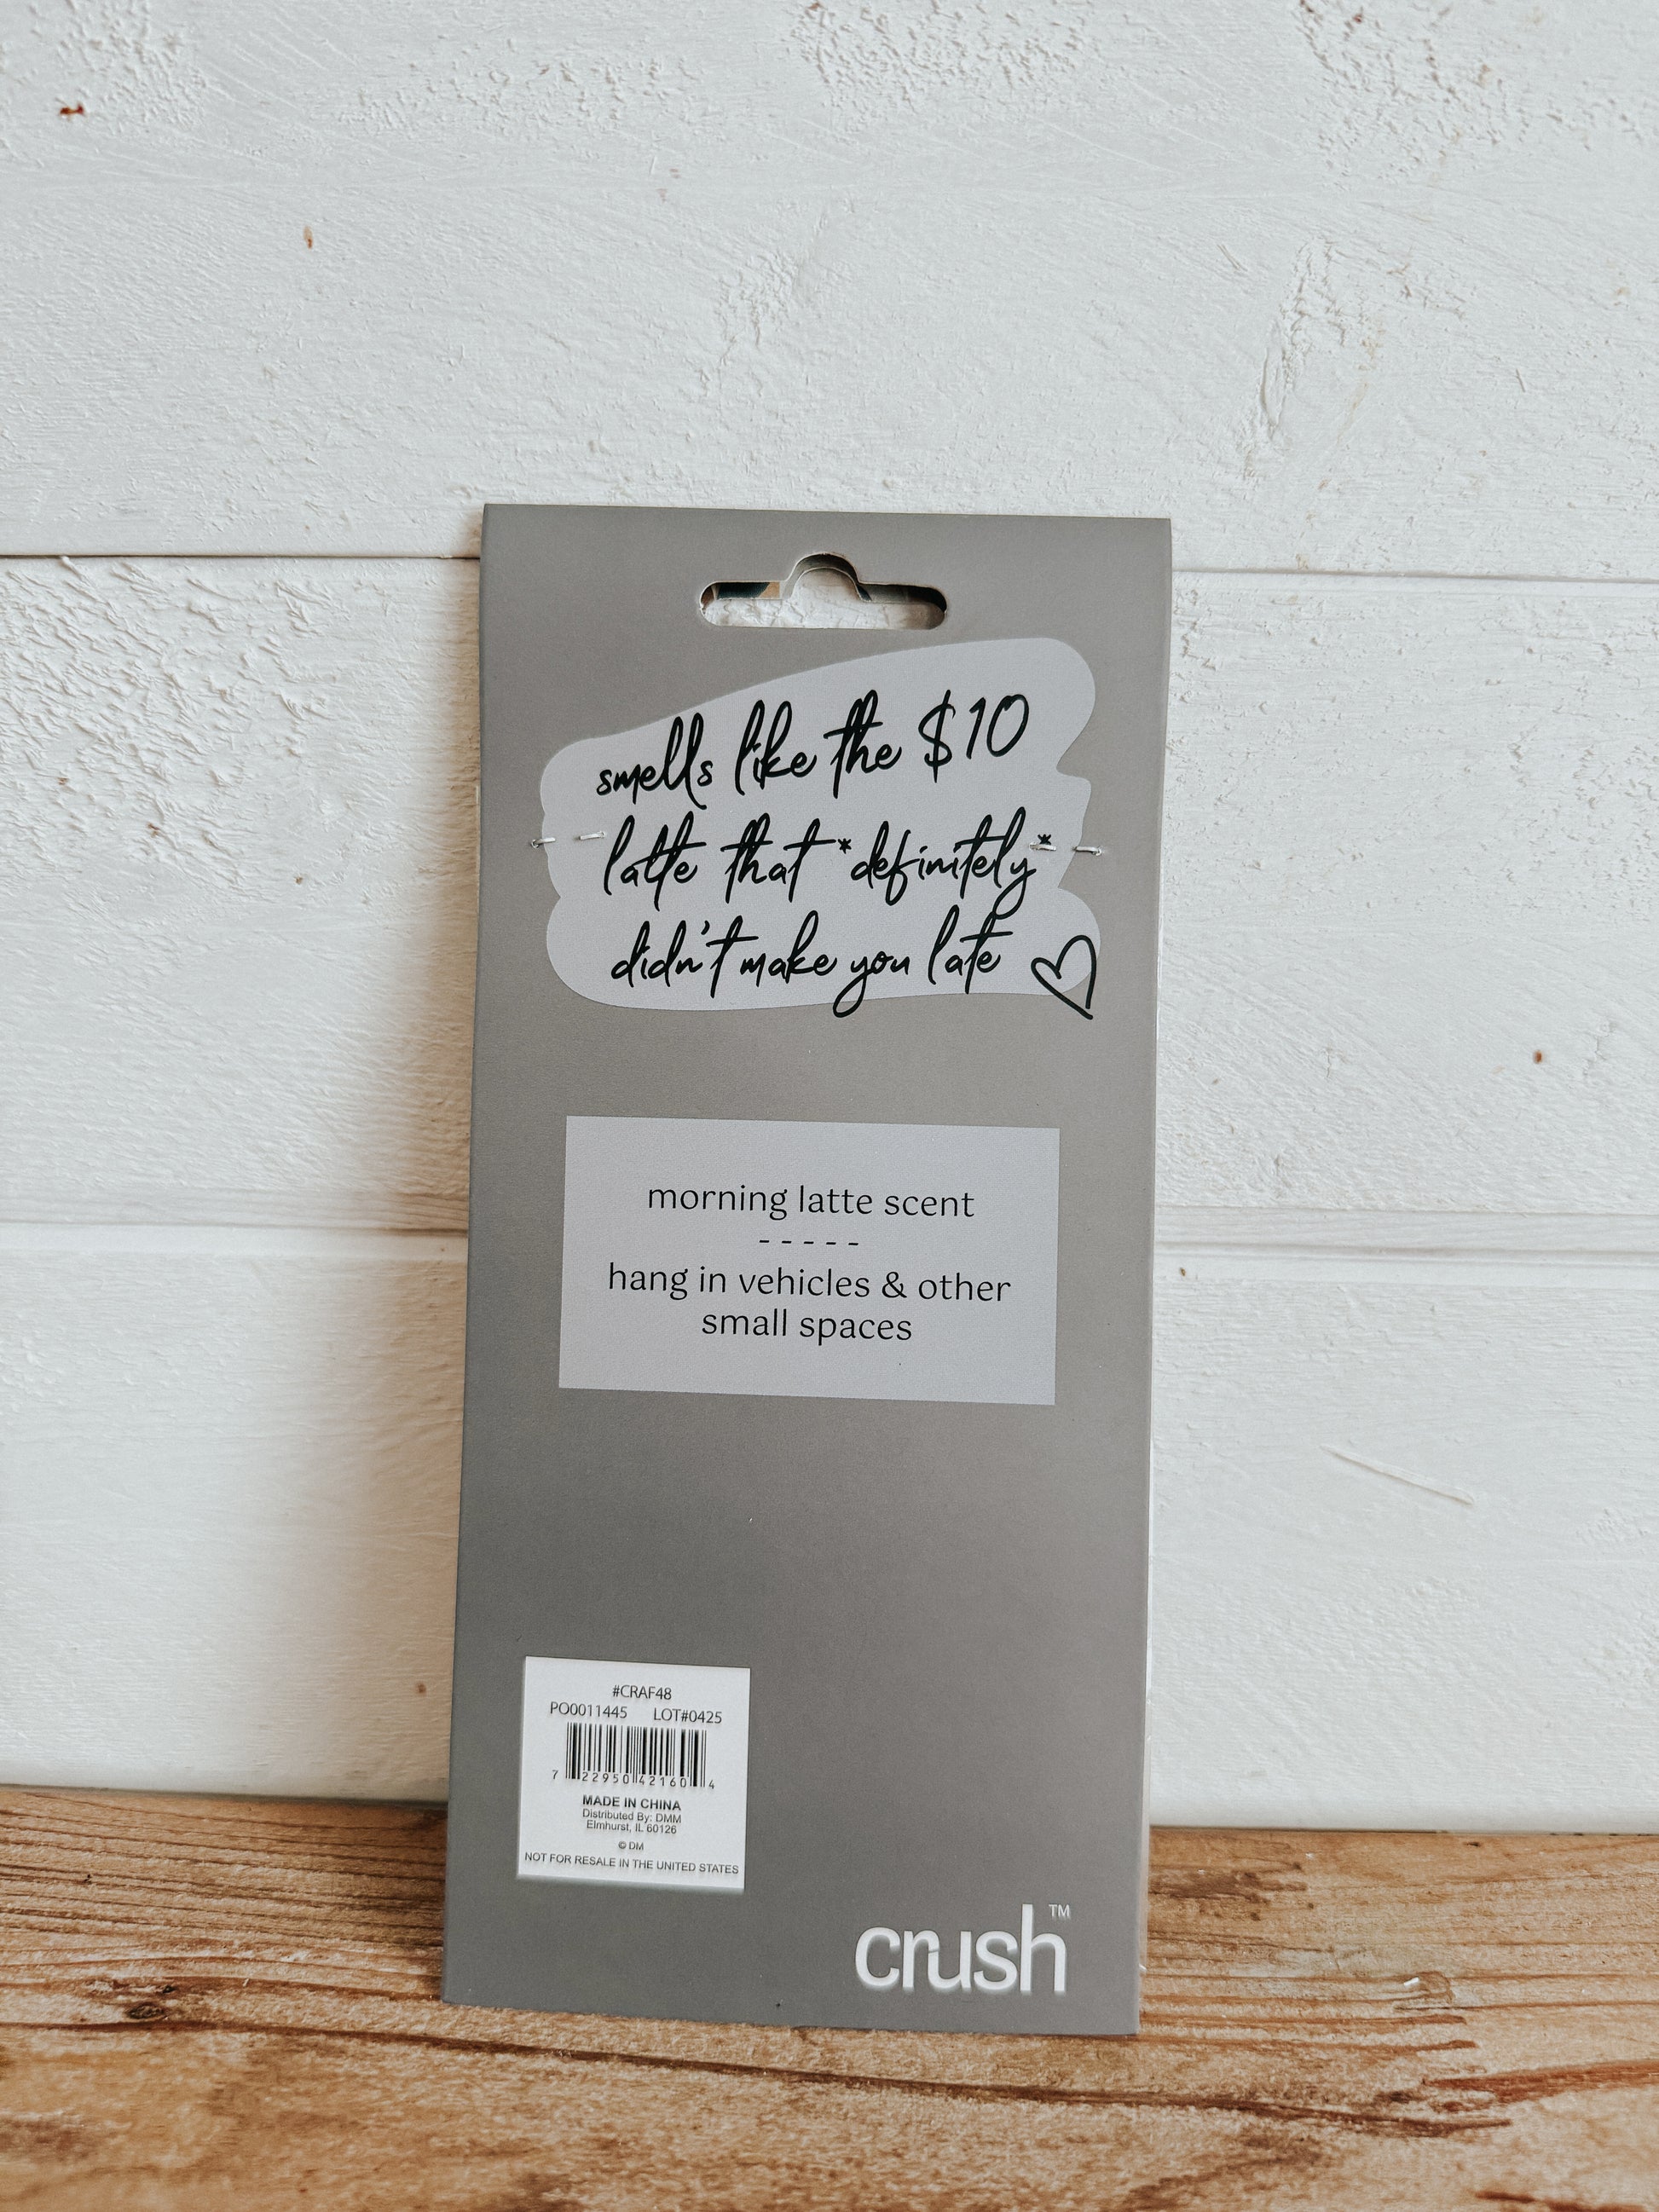 smells like the $10
latte that *definitely*
didn't make you late
morning latte scent
-----
hang in vehicles & other
small spaces
#CRAF48
PO0011445 LOT#0425
7 22950 42160 4
MADE IN CHINA
Distributed By: DMM
Elmhurst, IL 60126
© DM
NOT FOR RESALE IN THE UNITED STATES
crush™